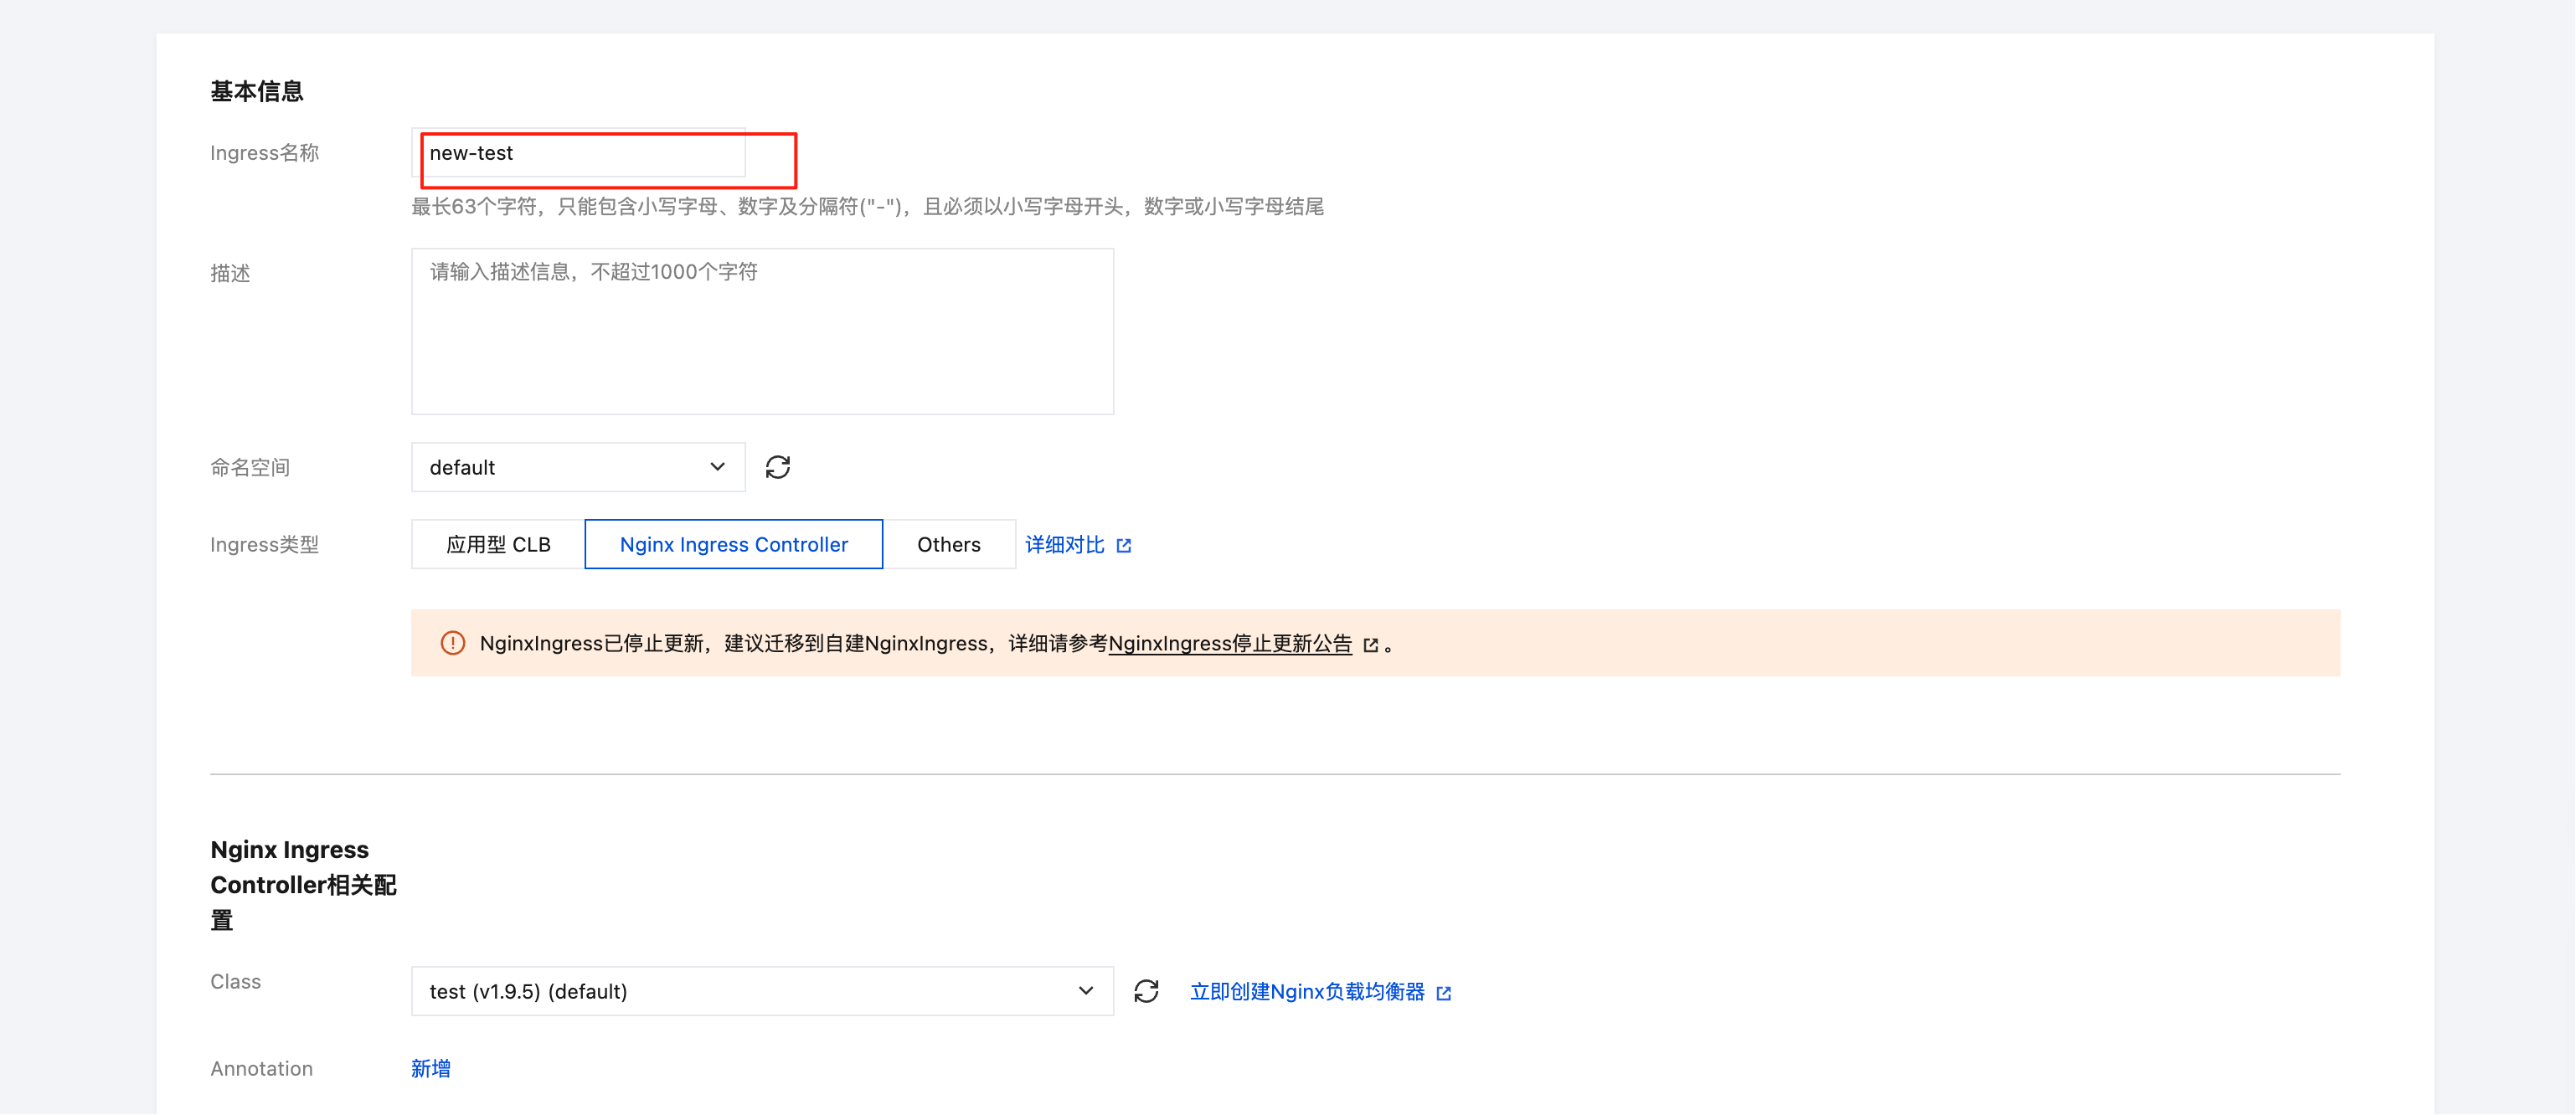 基本信息
Ingress名称
new-test
最长63个字符，只能包含小写字母、数字及分隔符("-")，且必须以小写字母开头，数字或小写字母结尾
描述
请输入描述信息，不超过1000个字符
命名空间
default
Ingress类型
应用型 CLB
Nginx Ingress Controller
Others
详细对比
NginxIngress已停止更新，建议迁移到自建NginxIngress，详细请参考NginxIngress停止更新公告 。
Nginx Ingress
Controller相关配
置
Class
test (v1.9.5) (default)
立即创建Nginx负载均衡器
Annotation
新增